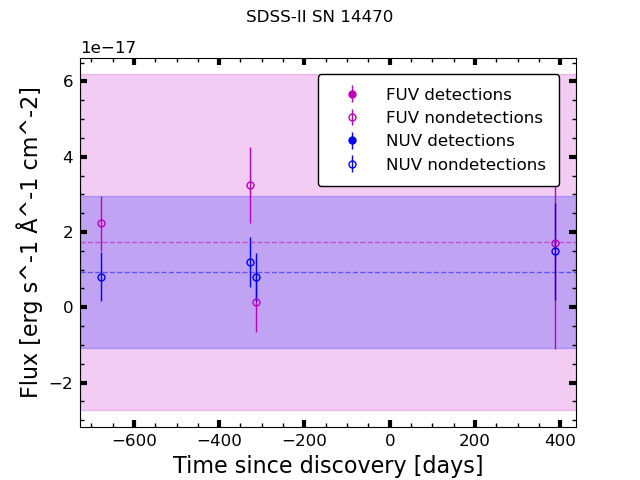 SDSS-II SN 14470
1e−17
FUV detections
FUV nondetections
NUV detections
NUV nondetections
6
4
2
0
−2
Flux [erg s^-1 Å^-1 cm^-2]
−600 −400 −200 0 200 400
Time since discovery [days]